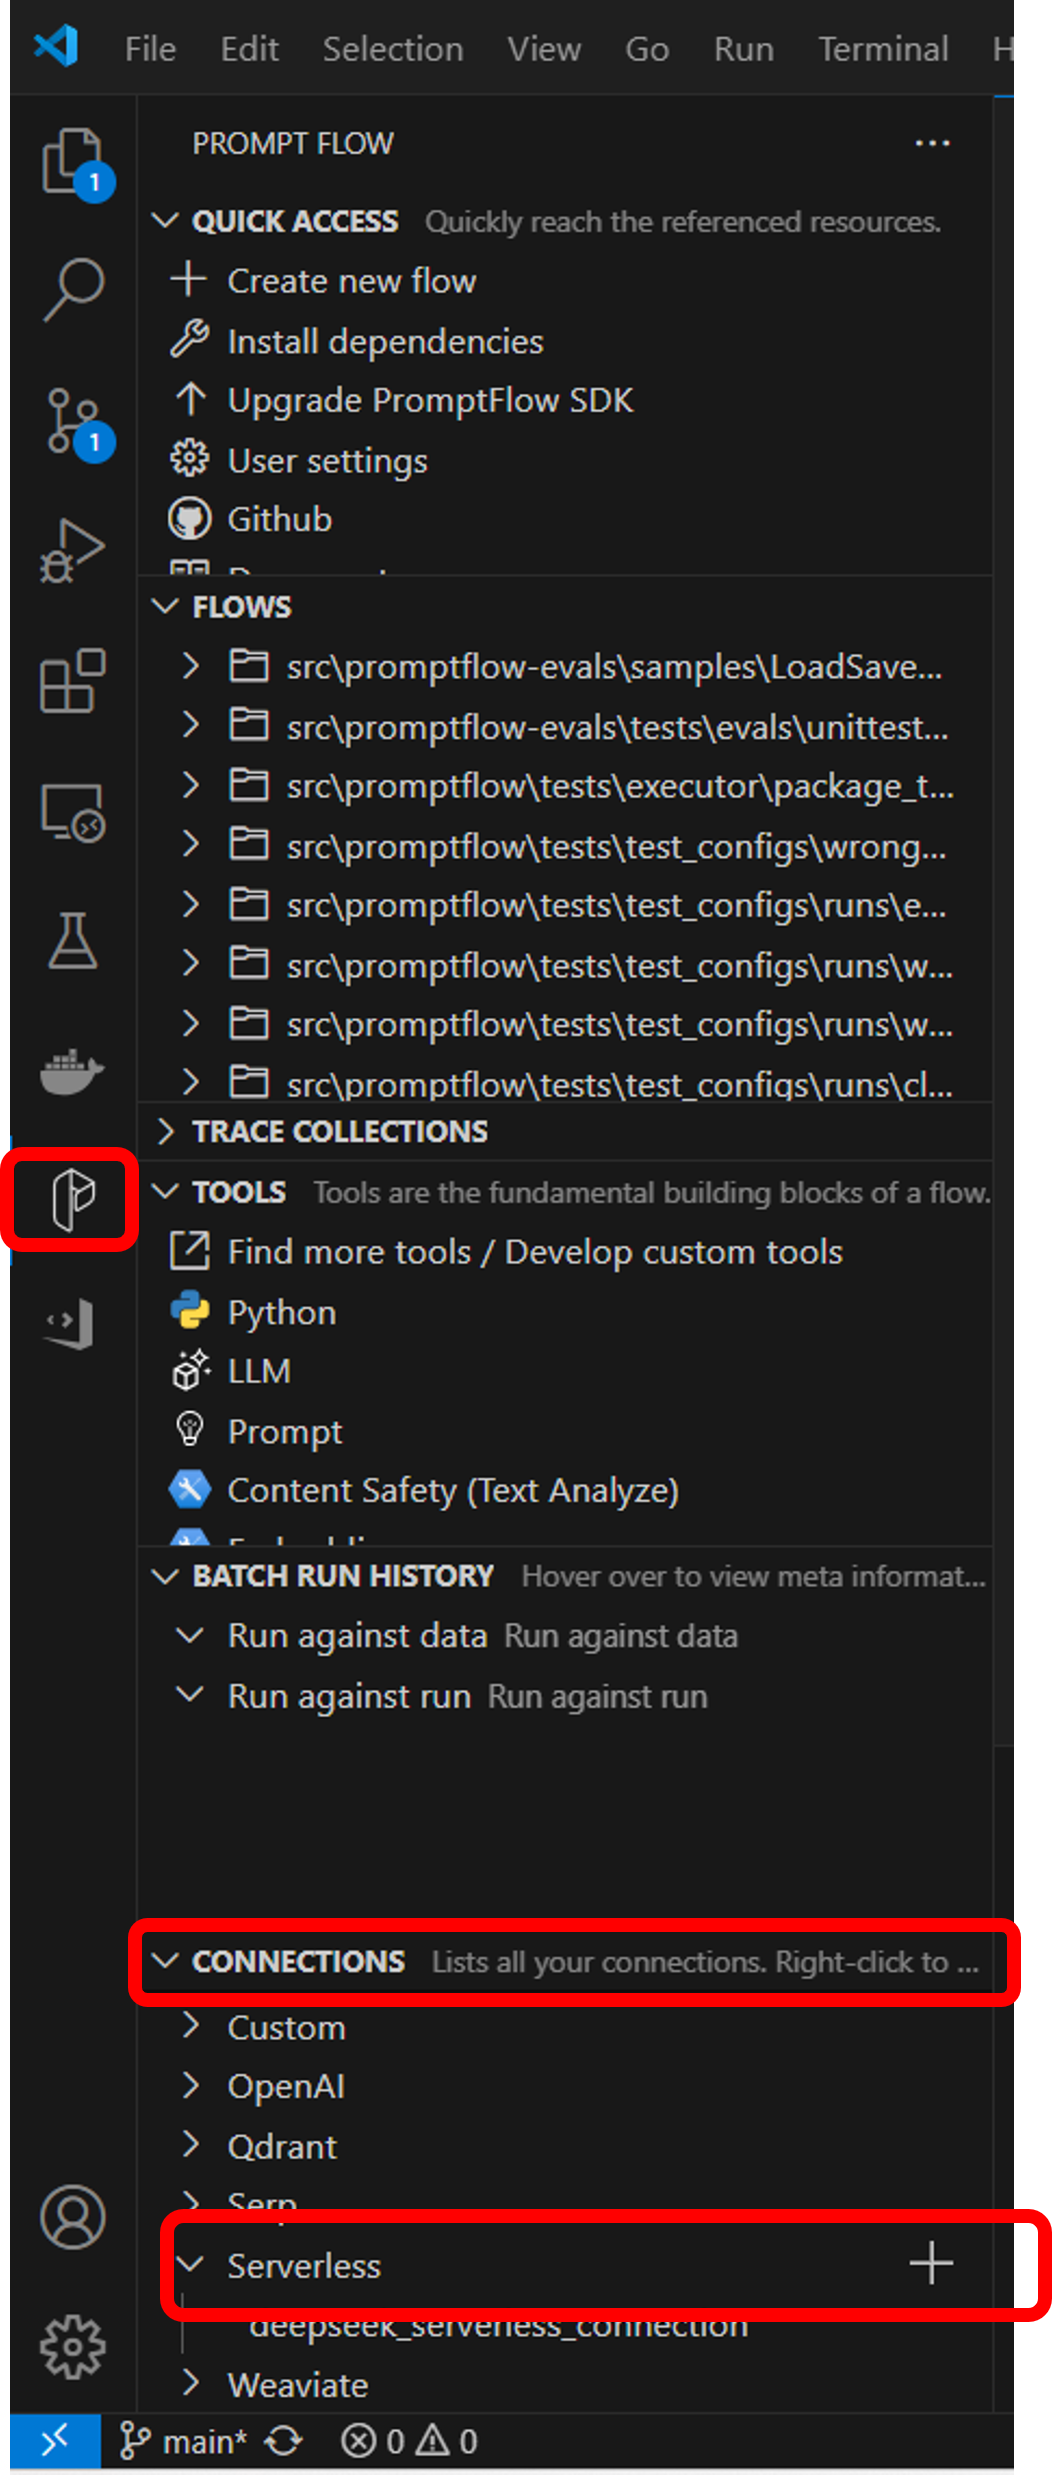 File Edit Selection View Go Run Terminal H
PROMPT FLOW ...
1
QUICK ACCESS Quickly reach the referenced resources.
Create new flow
Install dependencies
Upgrade PromptFlow SDK
1
User settings
Github
FLOWS
src\promptflow-evals\samples\LoadSave...
src\promptflow-evals\tests\evals\unittest...
src\promptflow\tests\executor\package_t...
src\promptflow\tests\test_configs\wrong...
src\promptflow\tests\test_configs\runs\e...
src\promptflow\tests\test_configs\runs\w...
src\promptflow\tests\test_configs\runs\w...
src\promptflow\tests\test_configs\runs\cl...
TRACE COLLECTIONS
TOOLS Tools are the fundamental building blocks of a flow.
Find more tools / Develop custom tools
Python
LLM
Prompt
Content Safety (Text Analyze)
BATCH RUN HISTORY Hover over to view meta informat...
Run against data Run against data
Run against run Run against run
CONNECTIONS Lists all your connections. Right-click to ...
Custom
OpenAI
Qdrant
Serp
Serverless
deepseek_serverless_connection
Weaviate
main* 0 0